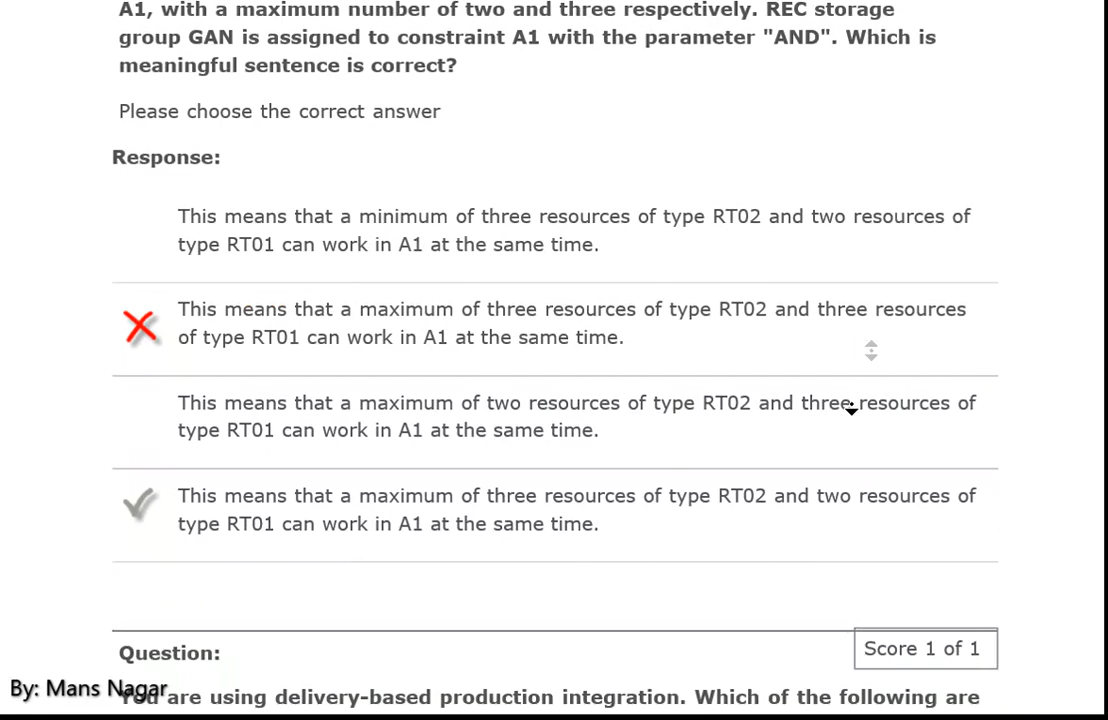 A1, with a maximum number of two and three respectively. REC storage
group GAN is assigned to constraint A1 with the parameter "AND". Which is
meaningful sentence is correct?
Please choose the correct answer
Response:
This means that a minimum of three resources of type RT02 and two resources of
type RT01 can work in A1 at the same time.
This means that a maximum of three resources of type RT02 and three resources
of type RT01 can work in A1 at the same time.
This means that a maximum of two resources of type RT02 and three resources of
type RT01 can work in A1 at the same time.
This means that a maximum of three resources of type RT02 and two resources of
type RT01 can work in A1 at the same time.
Score 1 of 1
Question:
By: Mans Nagar
You are using delivery-based production integration. Which of the following are